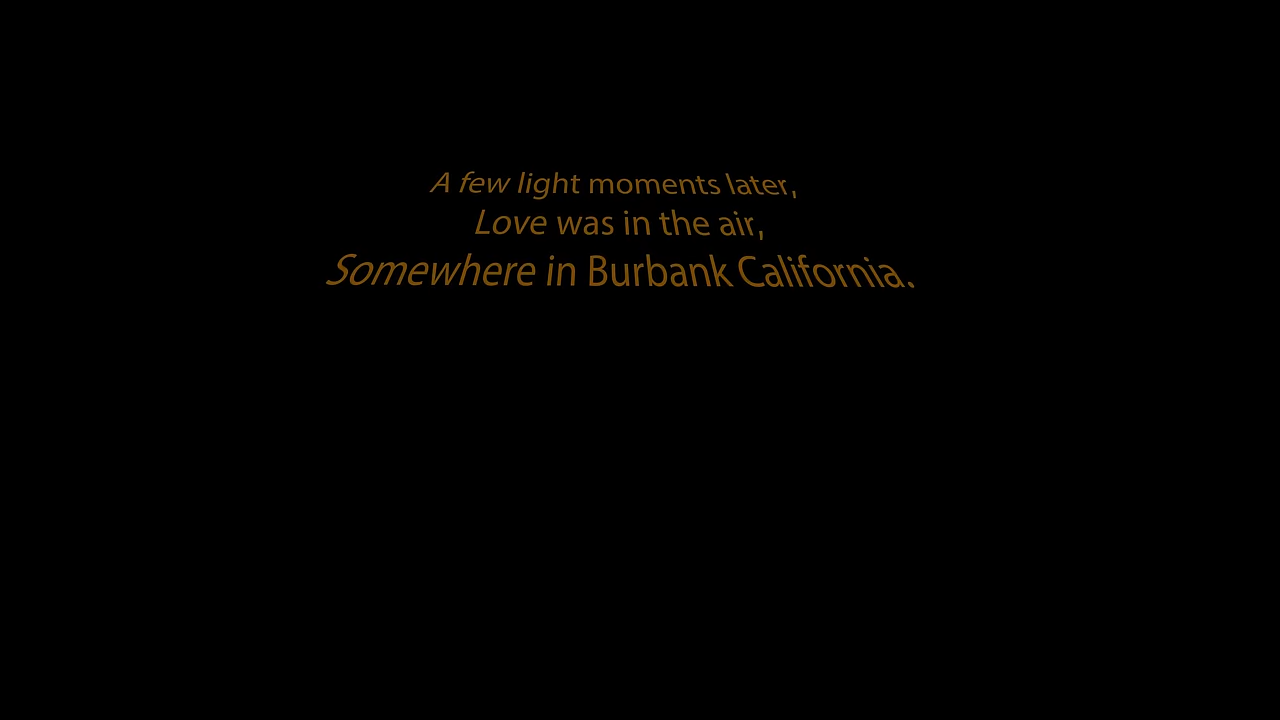 A few light moments later,
Love was in the air,
Somewhere in Burbank California.